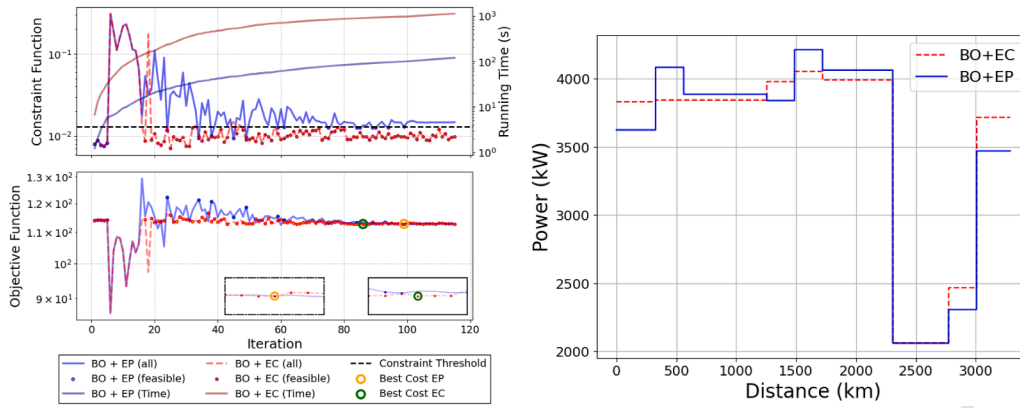 Constraint Function
10⁻¹
10⁻²
10³
10²
10¹
10⁰
Running Time (s)
Objective Function
1.3 × 10²
1.2 × 10²
1.1 × 10²
10²
9 × 10¹
0 20 40 60 80 100 120
Iteration
BO + EP (all) BO + EC (all) Constraint Threshold
BO + EP (feasible) BO + EC (feasible) Best Cost EP
BO + EP (Time) BO + EC (Time) Best Cost EC
Power (kW)
4000
3500
3000
2500
2000
BO+EC
BO+EP
0 500 1000 1500 2000 2500 3000
Distance (km)